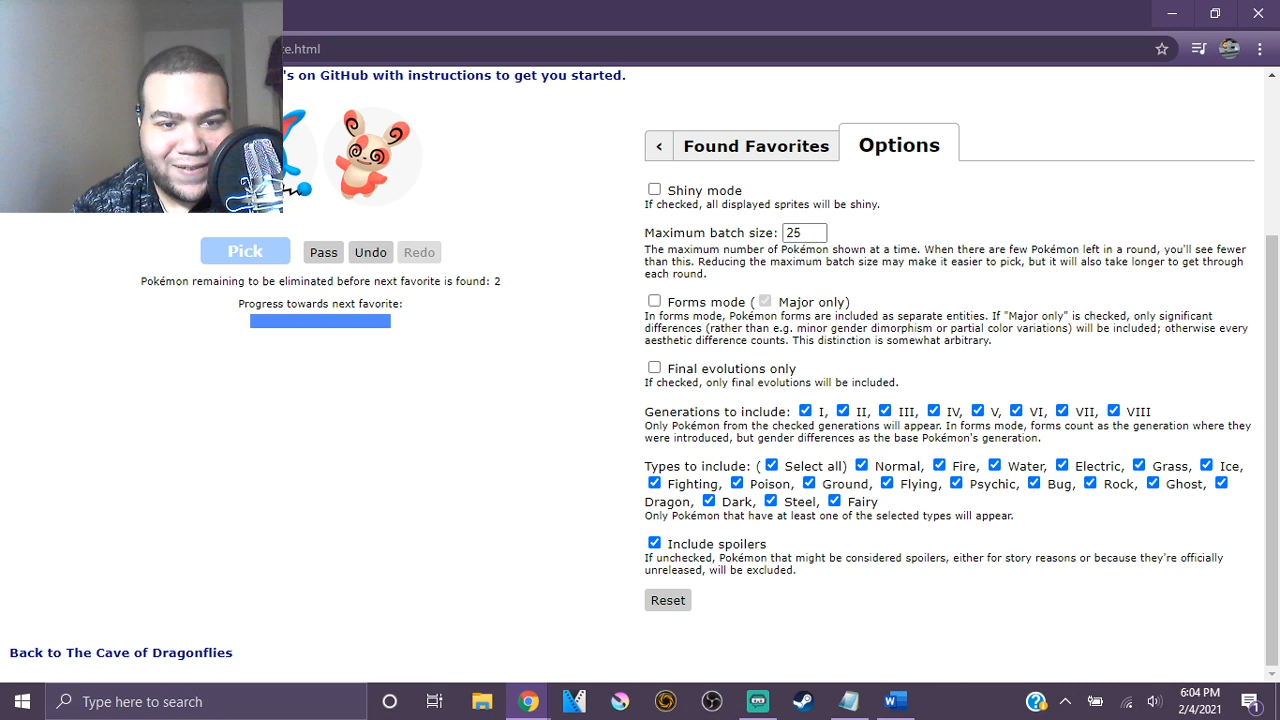 te.html
's on GitHub with instructions to get you started.
‹ Found Favorites Options
Shiny mode
If checked, all displayed sprites will be shiny.
Maximum batch size: 25
The maximum number of Pokémon shown at a time. When there are few Pokémon left in a round, you'll see fewer
than this. Reducing the maximum batch size may make it easier to pick, but it will also take longer to get through
each round.
Pick Pass Undo Redo
Pokémon remaining to be eliminated before next favorite is found: 2
Progress towards next favorite:
Forms mode ( Major only)
In forms mode, Pokémon forms are included as separate entities. If "Major only" is checked, only significant
differences (rather than e.g. minor gender dimorphism or partial color variations) will be included; otherwise every
aesthetic difference counts. This distinction is somewhat arbitrary.
Final evolutions only
If checked, only final evolutions will be included.
Generations to include: I, II, III, IV, V, VI, VII, VIII
Only Pokémon from the checked generations will appear. In forms mode, forms count as the generation where they
were introduced, but gender differences as the base Pokémon's generation.
Types to include: ( Select all) Normal, Fire, Water, Electric, Grass, Ice,
Fighting, Poison, Ground, Flying, Psychic, Bug, Rock, Ghost,
Dragon, Dark, Steel, Fairy
Only Pokémon that have at least one of the selected types will appear.
Include spoilers
If unchecked, Pokémon that might be considered spoilers, either for story reasons or because they're officially
unreleased, will be excluded.
Reset
Back to The Cave of Dragonflies
Type here to search
6:04 PM
2/4/2021
1